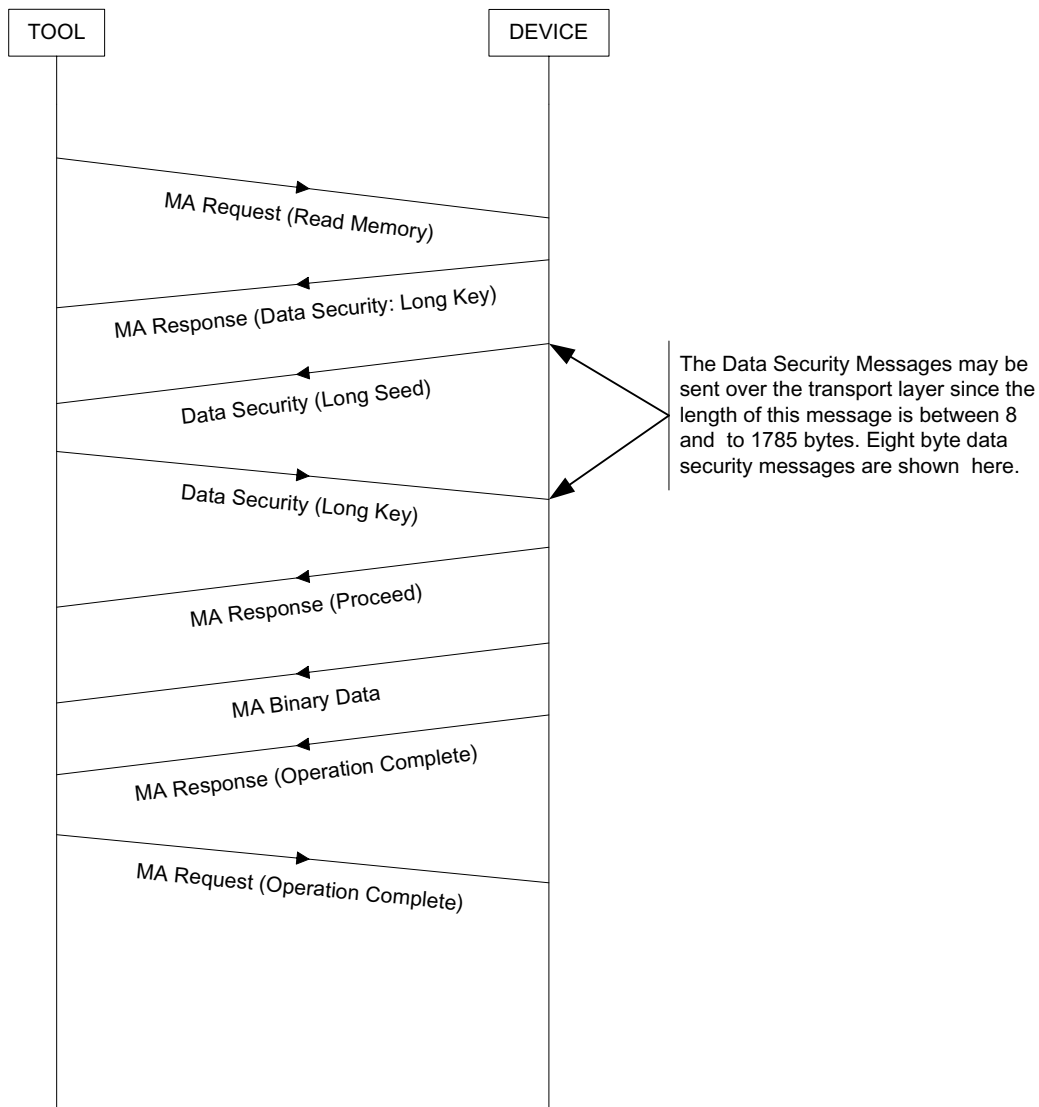 TOOL
DEVICE
MA Request (Read Memory)
MA Response (Data Security: Long Key)
Data Security (Long Seed)
The Data Security Messages may be
sent over the transport layer since the
length of this message is between 8
and  to 1785 bytes. Eight byte data
security messages are shown  here.
Data Security (Long Key)
MA Response (Proceed)
MA Binary Data
MA Response (Operation Complete)
MA Request (Operation Complete)